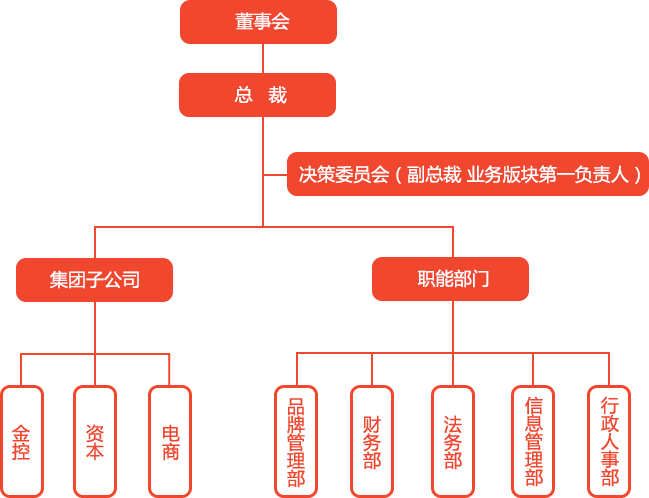 董事会
总 裁
决策委员会（副总裁 业务版块第一负责人）
集团子公司
职能部门
金控
资本
电商
品牌管理部
财务部
法务部
信息管理部
行政人事部